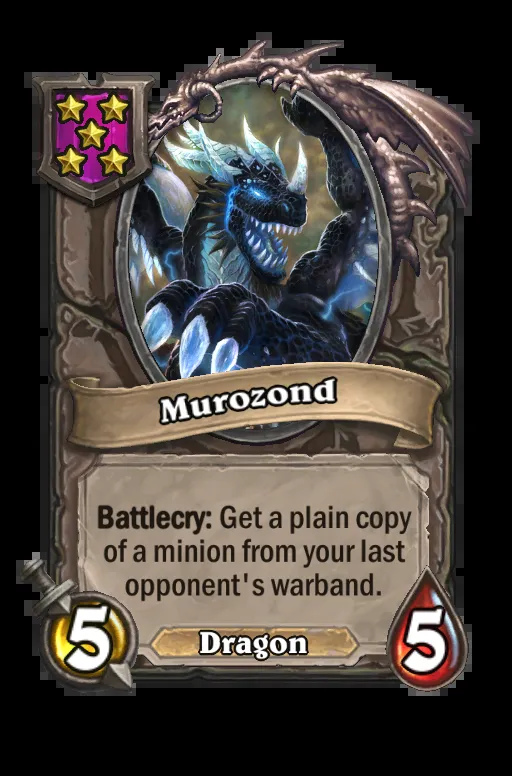 Murozond
Battlecry: Get a plain copy
of a minion from your last
opponent's warband.
5
Dragon
5